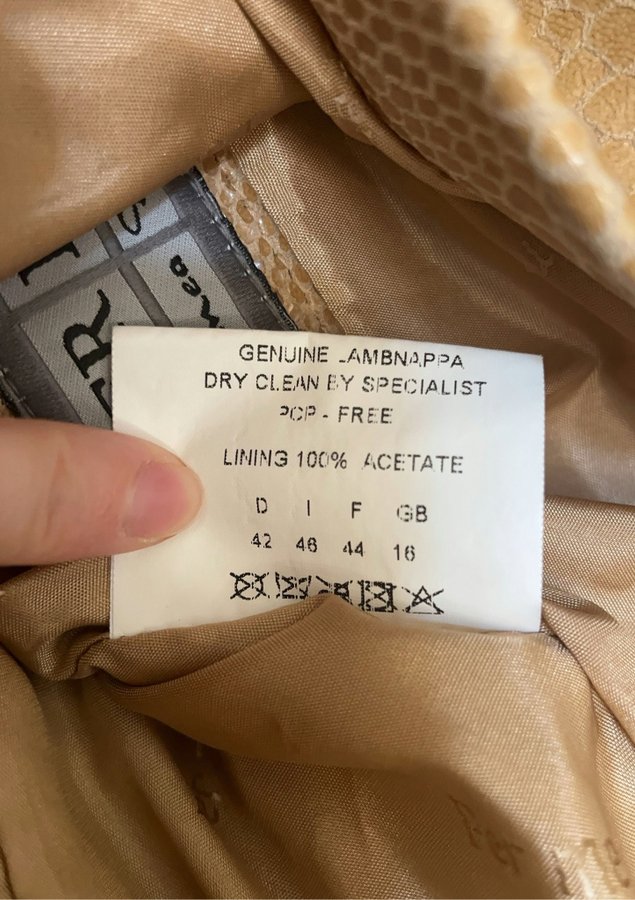 GENUINE LAMBNAPPA
DRY CLEAN BY SPECIALIST
PCP - FREE
LINING 100% ACETATE
D I F GB
42 46 44 16